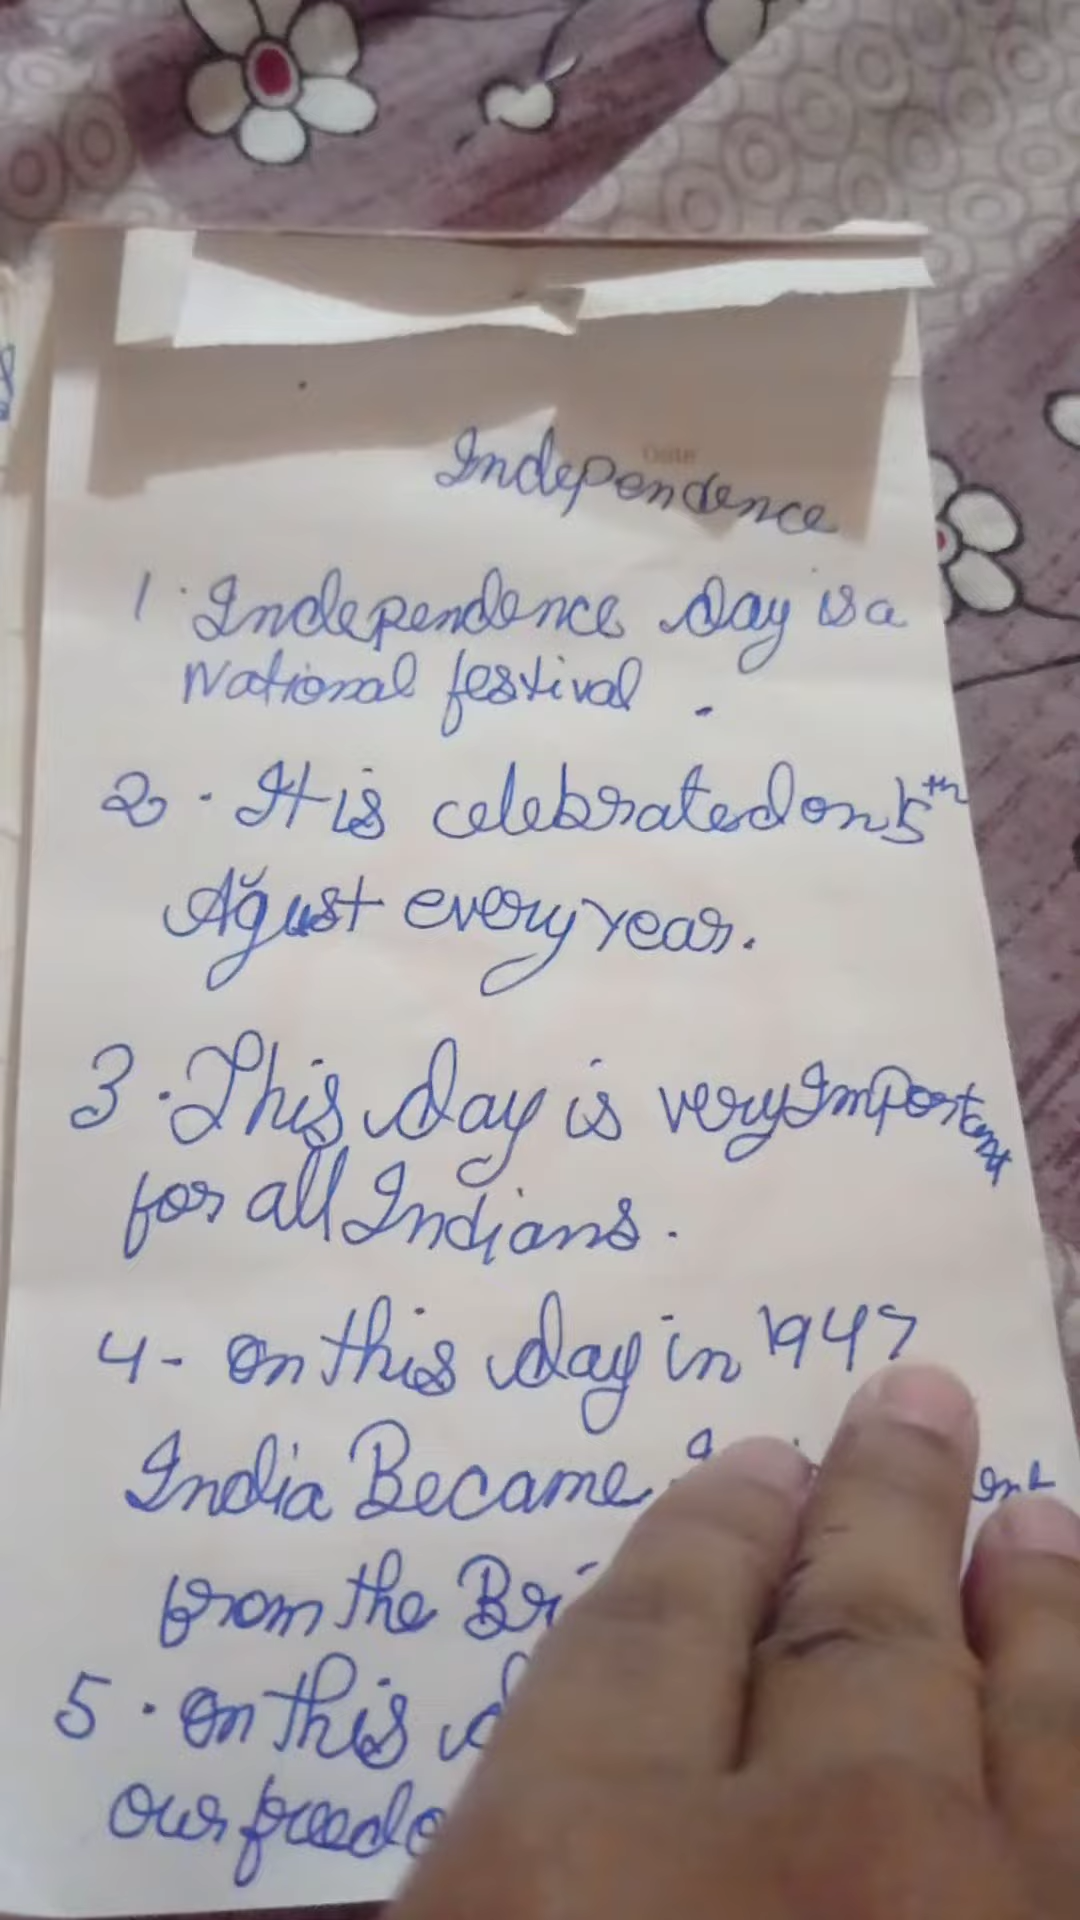 Independence
1. Independence day is a
National festival.
2. It is celebrated on 15th
Agust every year.
3. This day is very Important
for all Indians.
4- on this day in 1947
India Became
from the
5. on this
our